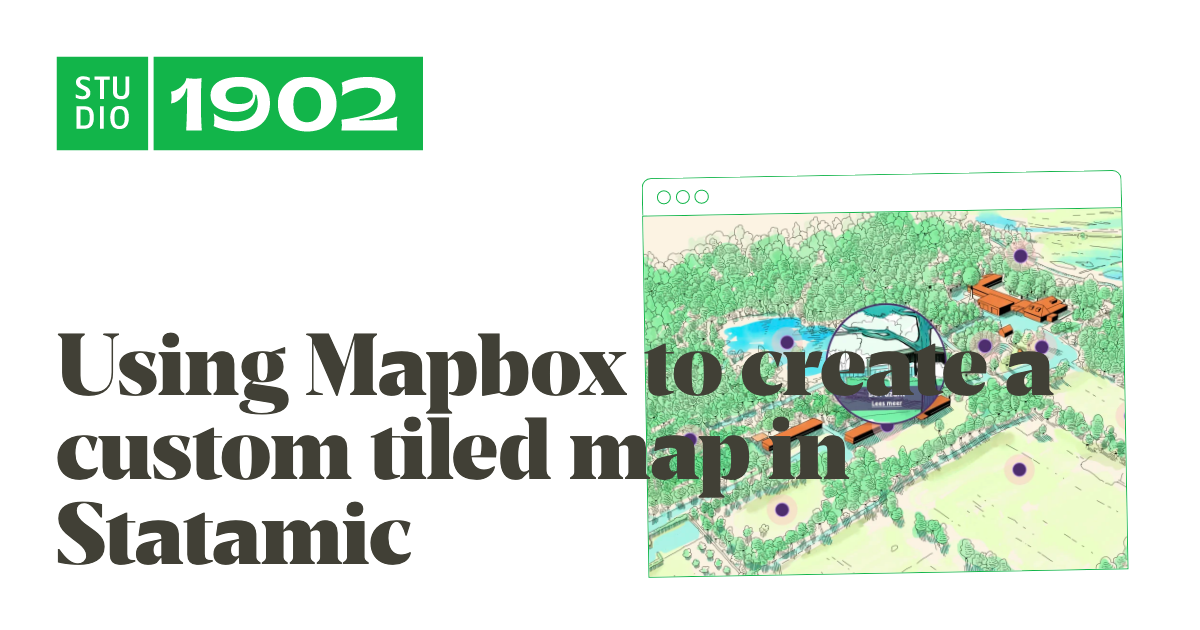 STU
DIO
1902
Using Mapbox to create a
custom tiled map in
Statamic
Lees meer